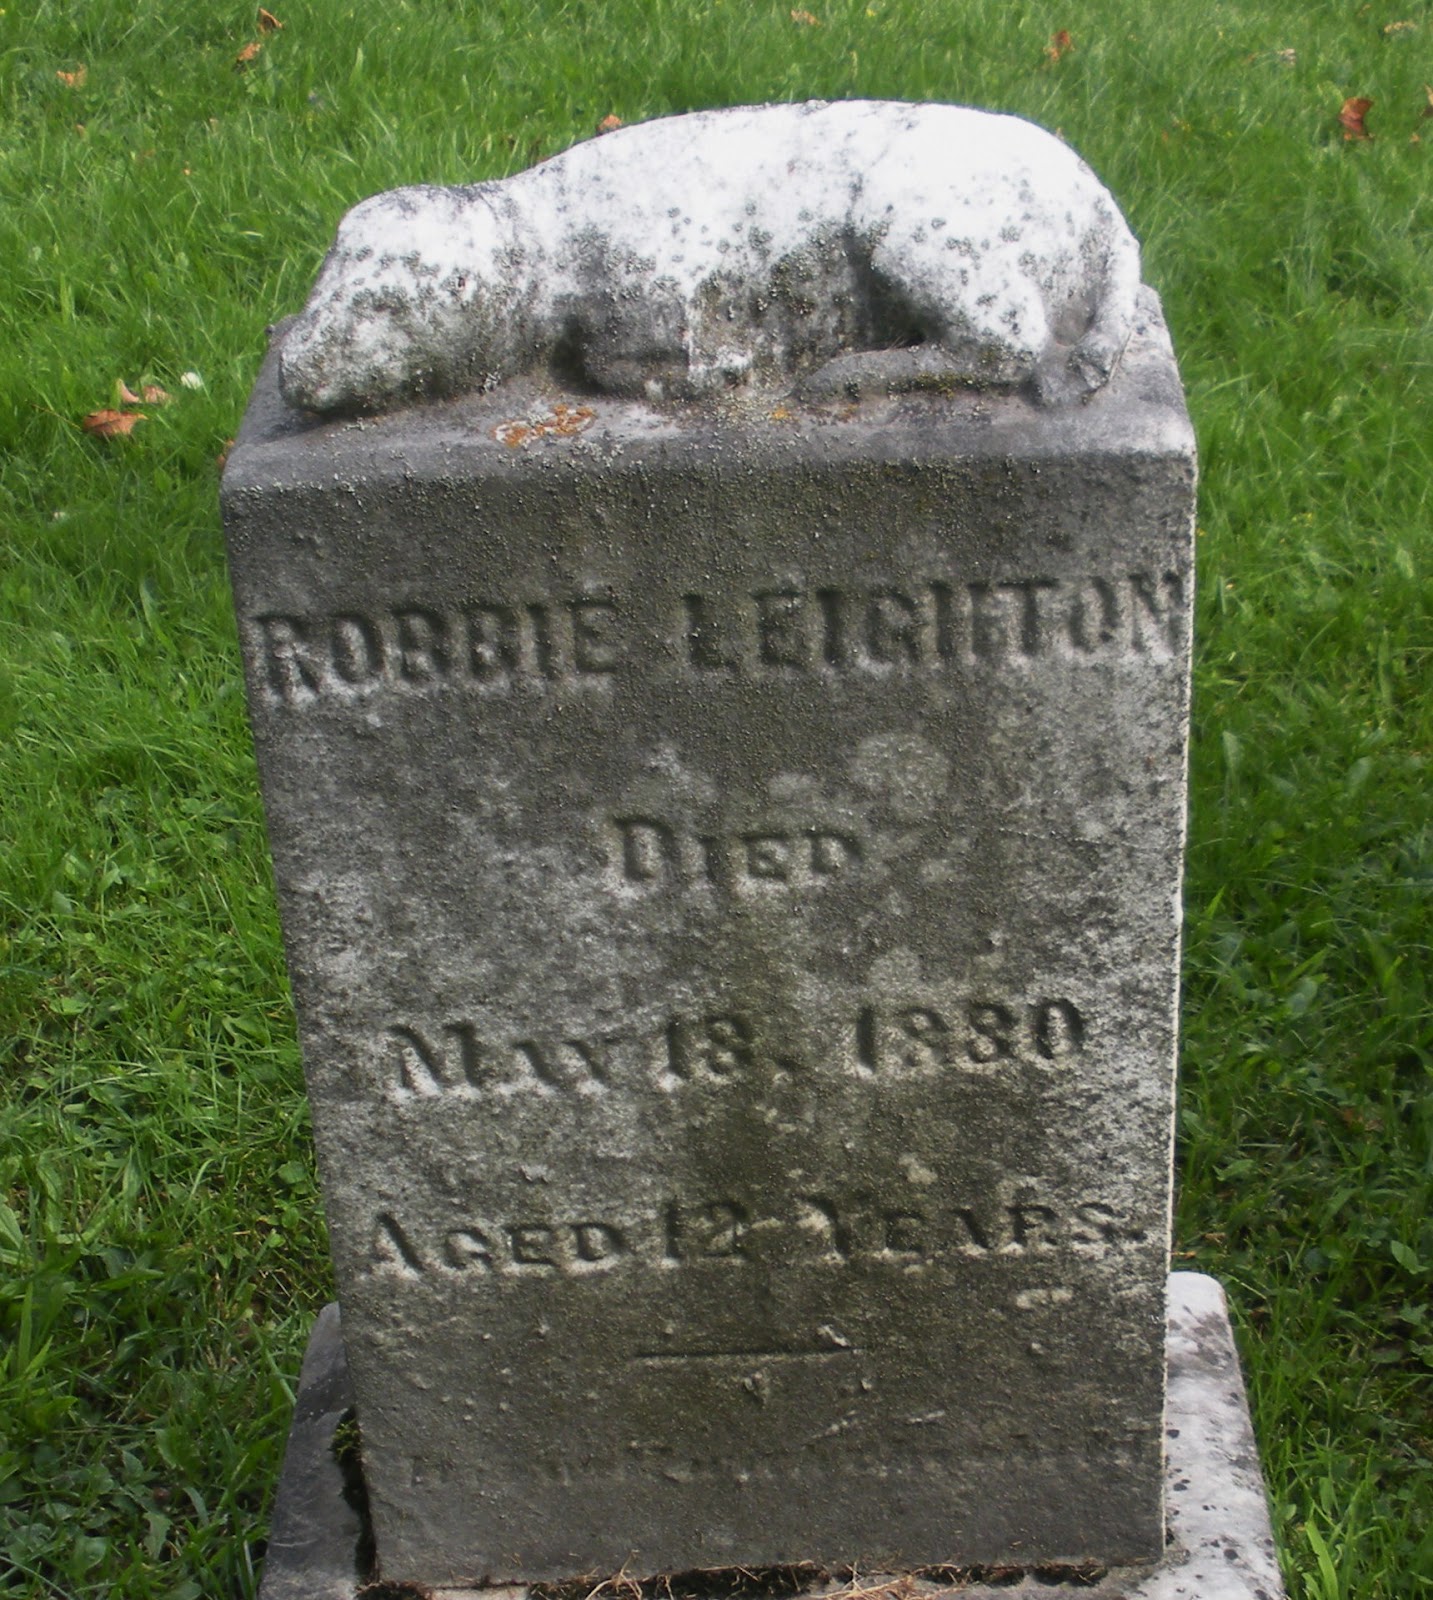 ROBBIE LEIGHTON
DIED
MAY 18, 1880
AGED 12 YEARS.